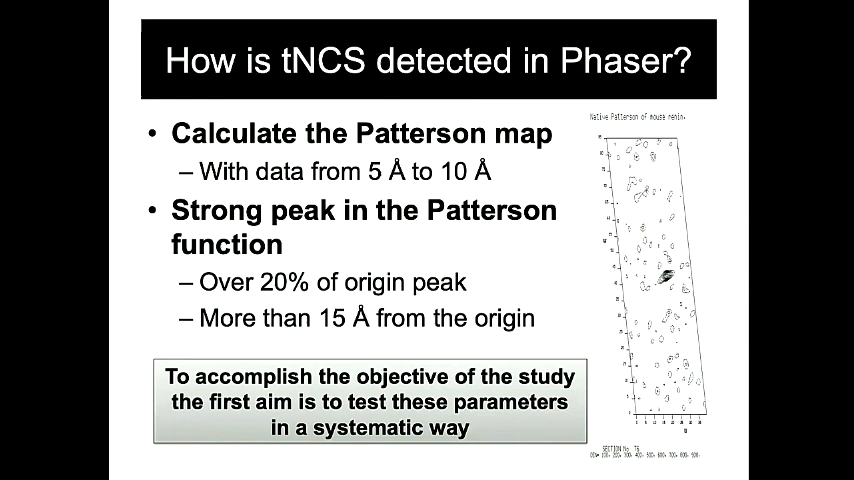 How is tNCS detected in Phaser?
• Calculate the Patterson map
– With data from 5 Å to 10 Å
• Strong peak in the Patterson
function
– Over 20% of origin peak
– More than 15 Å from the origin
To accomplish the objective of the study
the first aim is to test these parameters
in a systematic way
Native Patterson of mouse renin.
SECTION No 76